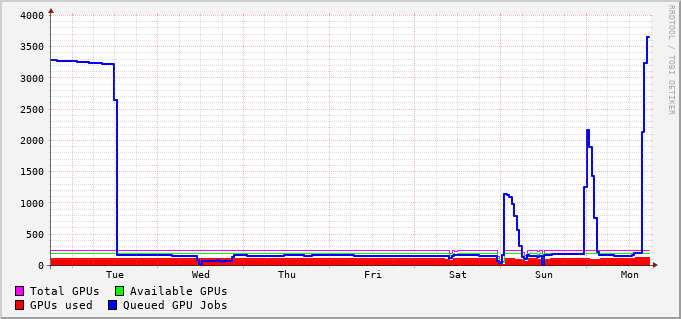 4000
3500
3000
2500
2000
1500
1000
500
0
Tue Wed Thu Fri Sat Sun Mon
Total GPUs Available GPUs
GPUs used Queued GPU Jobs
RRDTOOL / TOBI OETIKER